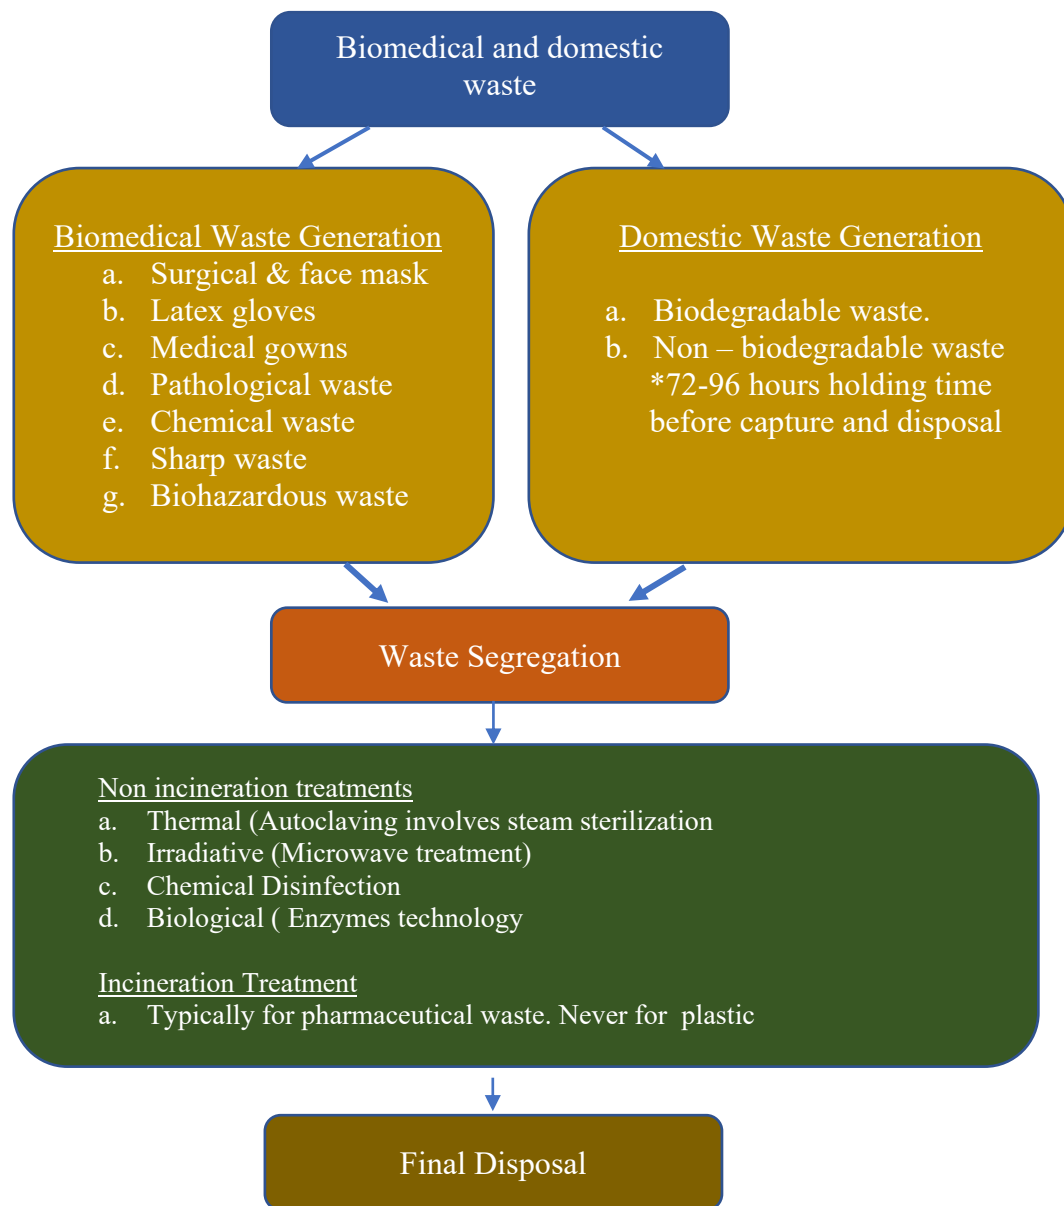 Biomedical and domestic
waste
Biomedical Waste Generation
a. Surgical & face mask
b. Latex gloves
c. Medical gowns
d. Pathological waste
e. Chemical waste
f. Sharp waste
g. Biohazardous waste
Domestic Waste Generation
a. Biodegradable waste.
b. Non – biodegradable waste
*72-96 hours holding time
before capture and disposal
Waste Segregation
Non incineration treatments
a. Thermal (Autoclaving involves steam sterilization
b. Irradiative (Microwave treatment)
c. Chemical Disinfection
d. Biological ( Enzymes technology
Incineration Treatment
a. Typically for pharmaceutical waste. Never for plastic
Final Disposal